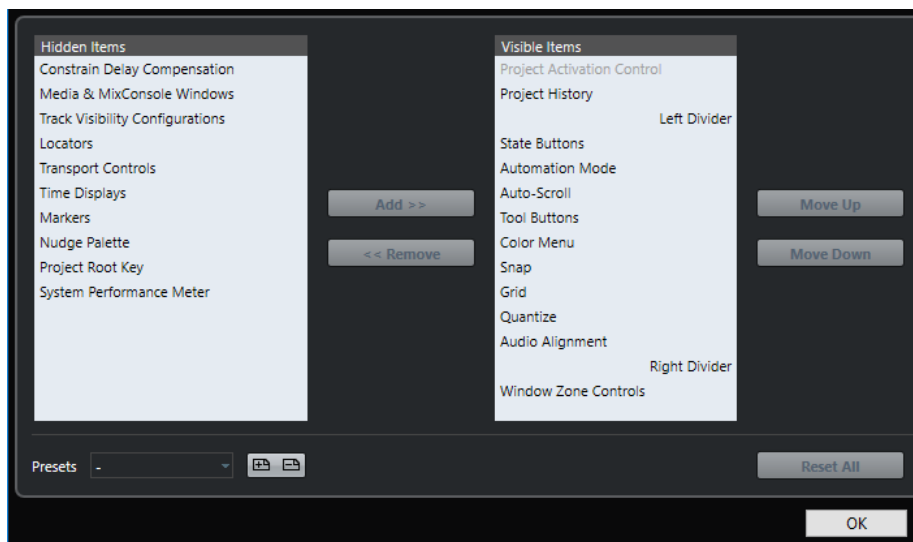 Hidden Items
Constrain Delay Compensation
Media & MixConsole Windows
Track Visibility Configurations
Locators
Transport Controls
Time Displays
Markers
Nudge Palette
Project Root Key
System Performance Meter
Add >>
<< Remove
Visible Items
Project Activation Control
Project History
Left Divider
State Buttons
Automation Mode
Auto-Scroll
Tool Buttons
Color Menu
Snap
Grid
Quantize
Audio Alignment
Right Divider
Window Zone Controls
Move Up
Move Down
Presets -
Reset All
OK